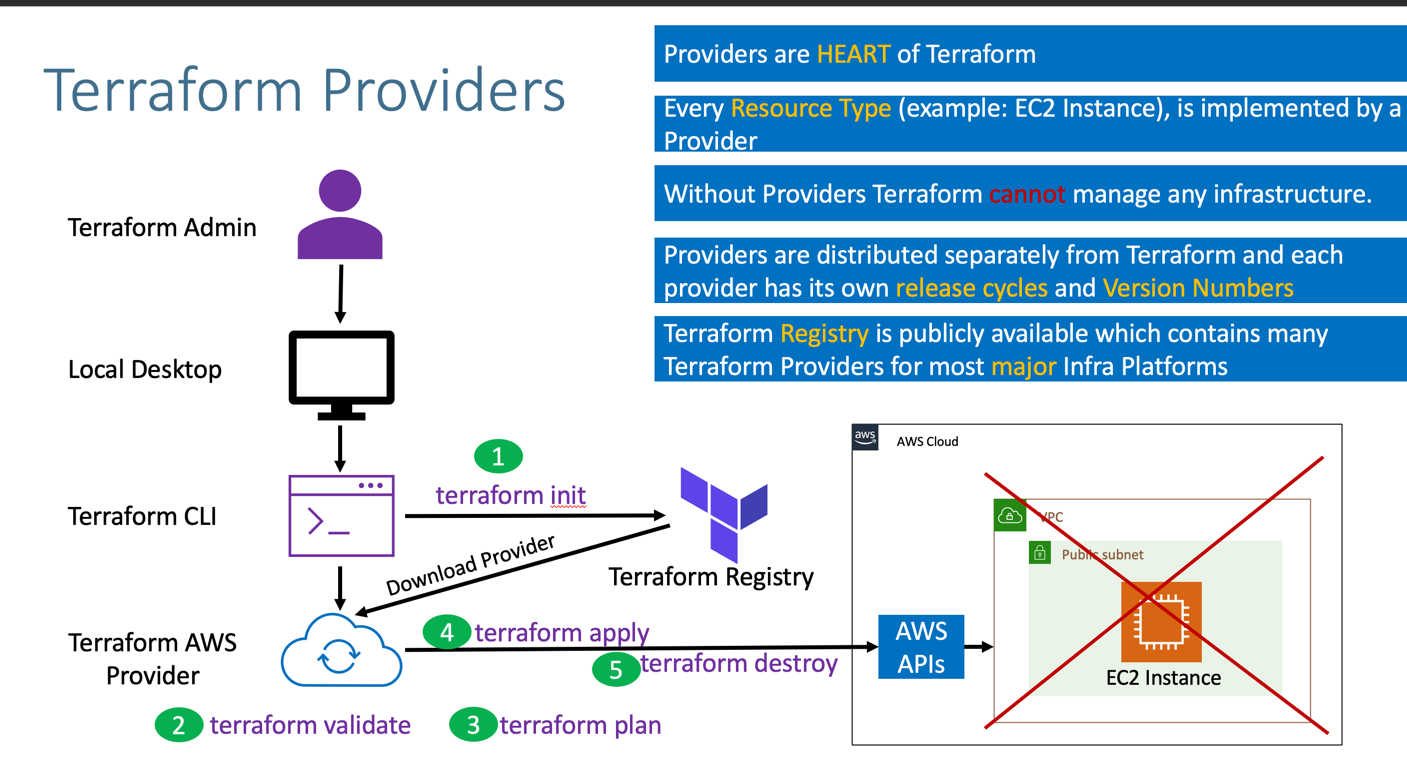 Terraform Providers
Providers are HEART of Terraform
Every Resource Type (example: EC2 Instance), is implemented by a
Provider
Without Providers Terraform cannot manage any infrastructure.
Providers are distributed separately from Terraform and each
provider has its own release cycles and Version Numbers
Terraform Registry is publicly available which contains many
Terraform Providers for most major Infra Platforms
Terraform Admin
Local Desktop
Terraform CLI
>_
1
terraform init
Download Provider
Terraform Registry
Terraform AWS
Provider
4 terraform apply
5 terraform destroy
2 terraform validate
3 terraform plan
aws
AWS Cloud
VPC
Public subnet
AWS
APIs
EC2 Instance